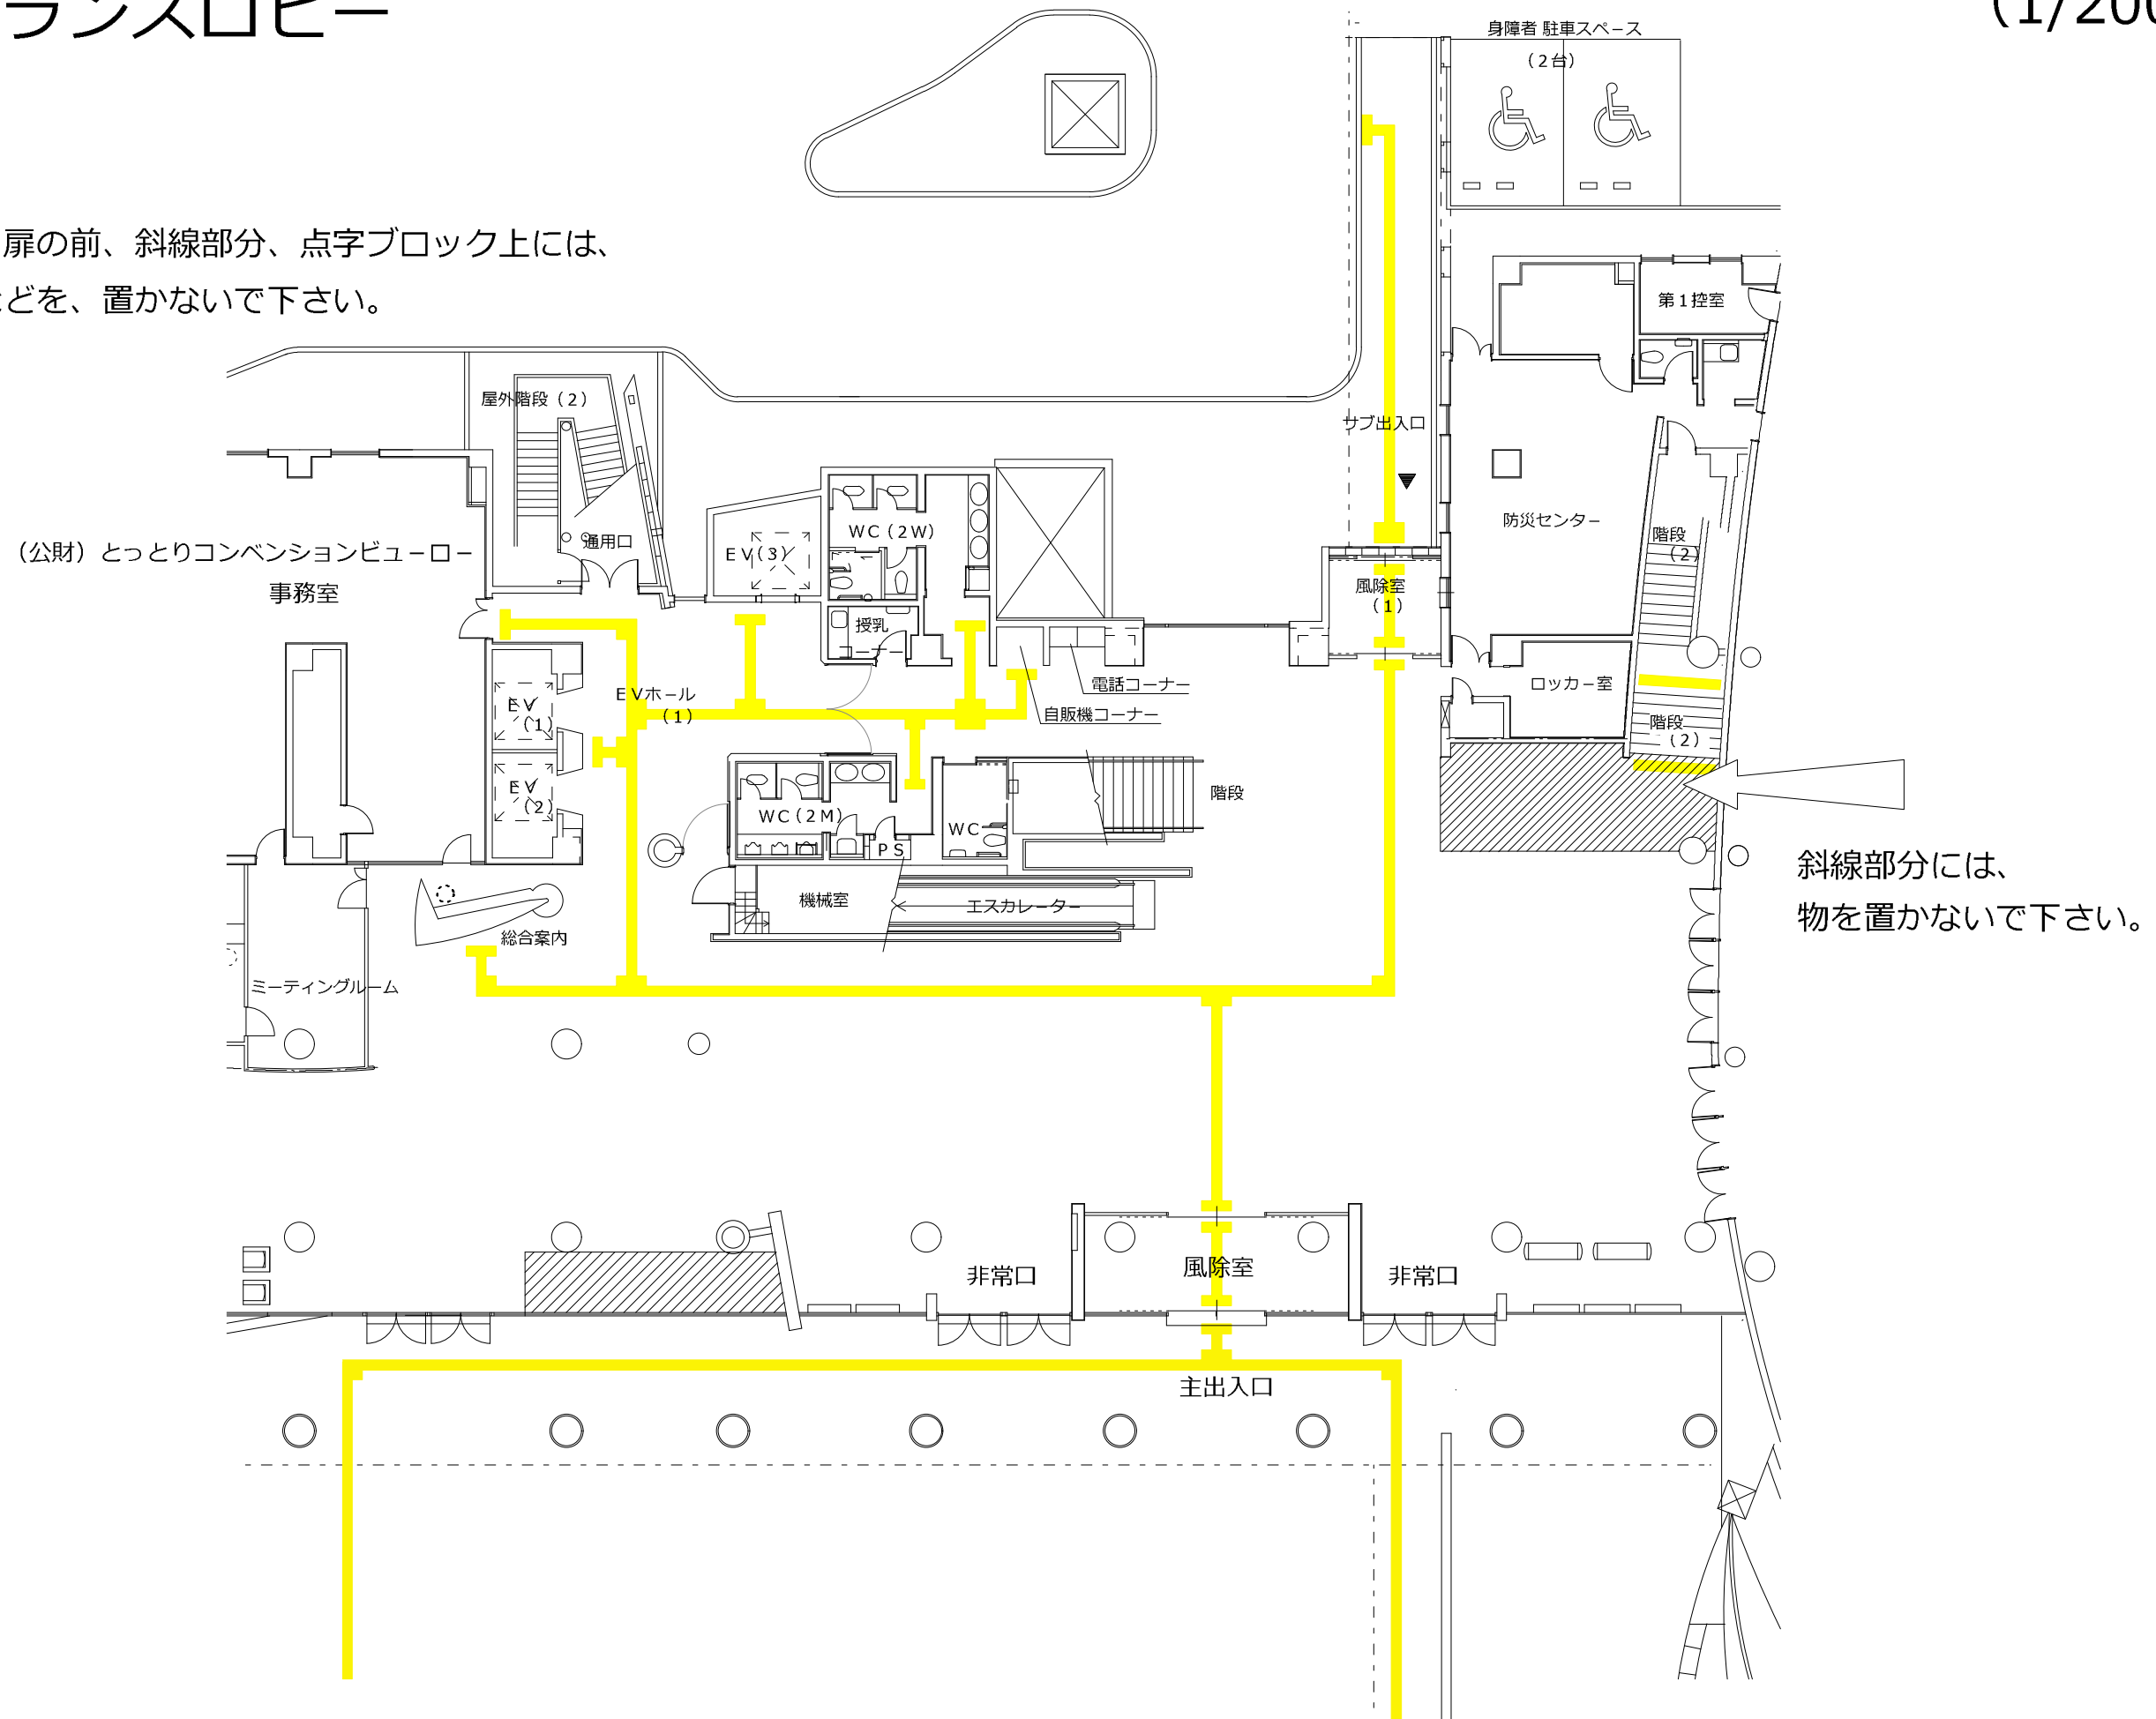 ランスロビー
（1/200
身障者 駐車スペース
（2台）
扉の前、斜線部分、点字ブロック上には、
などを、置かないで下さい。
第1控室
屋外階段（2）
サブ出入口
WC（2W）
防災センター
通用口
EV（3）
階段
（2）
（公財）とっとりコンベンションビューロー
事務室
風除室
（1）
授乳
電話コーナー
ロッカー室
EVホール
（1）
EV
（1）
自販機コーナー
階段
（2）
EV
（2）
階段
WC（2M）
WC
PS
斜線部分には、
物を置かないで下さい。
機械室
エスカレーター
総合案内
ミーティングルーム
非常口
風除室
非常口
主出入口